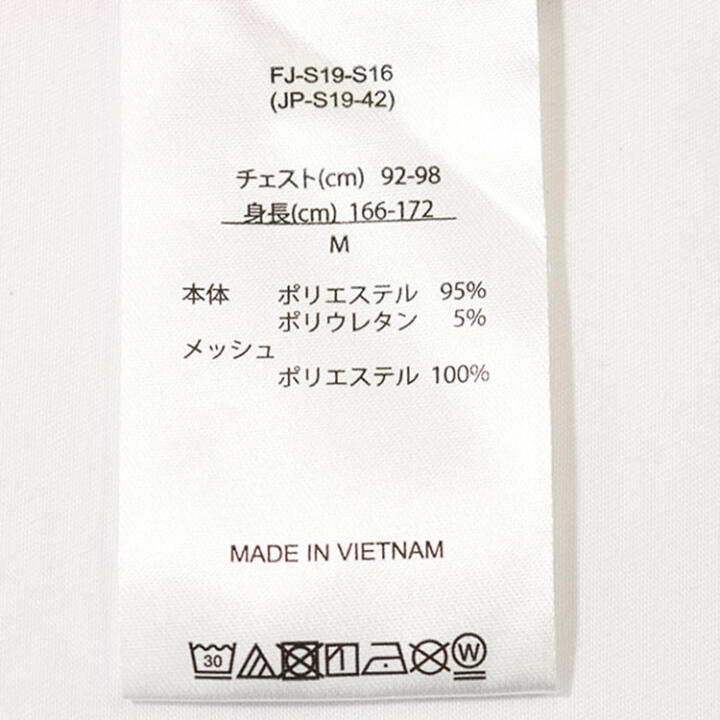 FJ-S19-S16
(JP-S19-42)
チェスト(cm) 92-98
身長(cm) 166-172
M
本体 ポリエステル 95%
ポリウレタン 5%
メッシュ
ポリエステル 100%
MADE IN VIETNAM
30 W